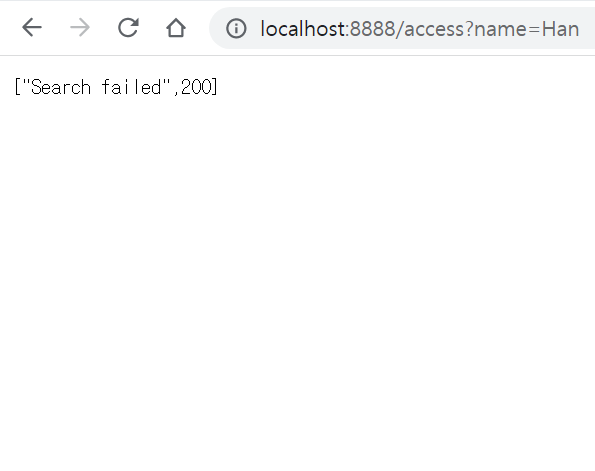 localhost:8888/access?name=Han
["Search failed",200]